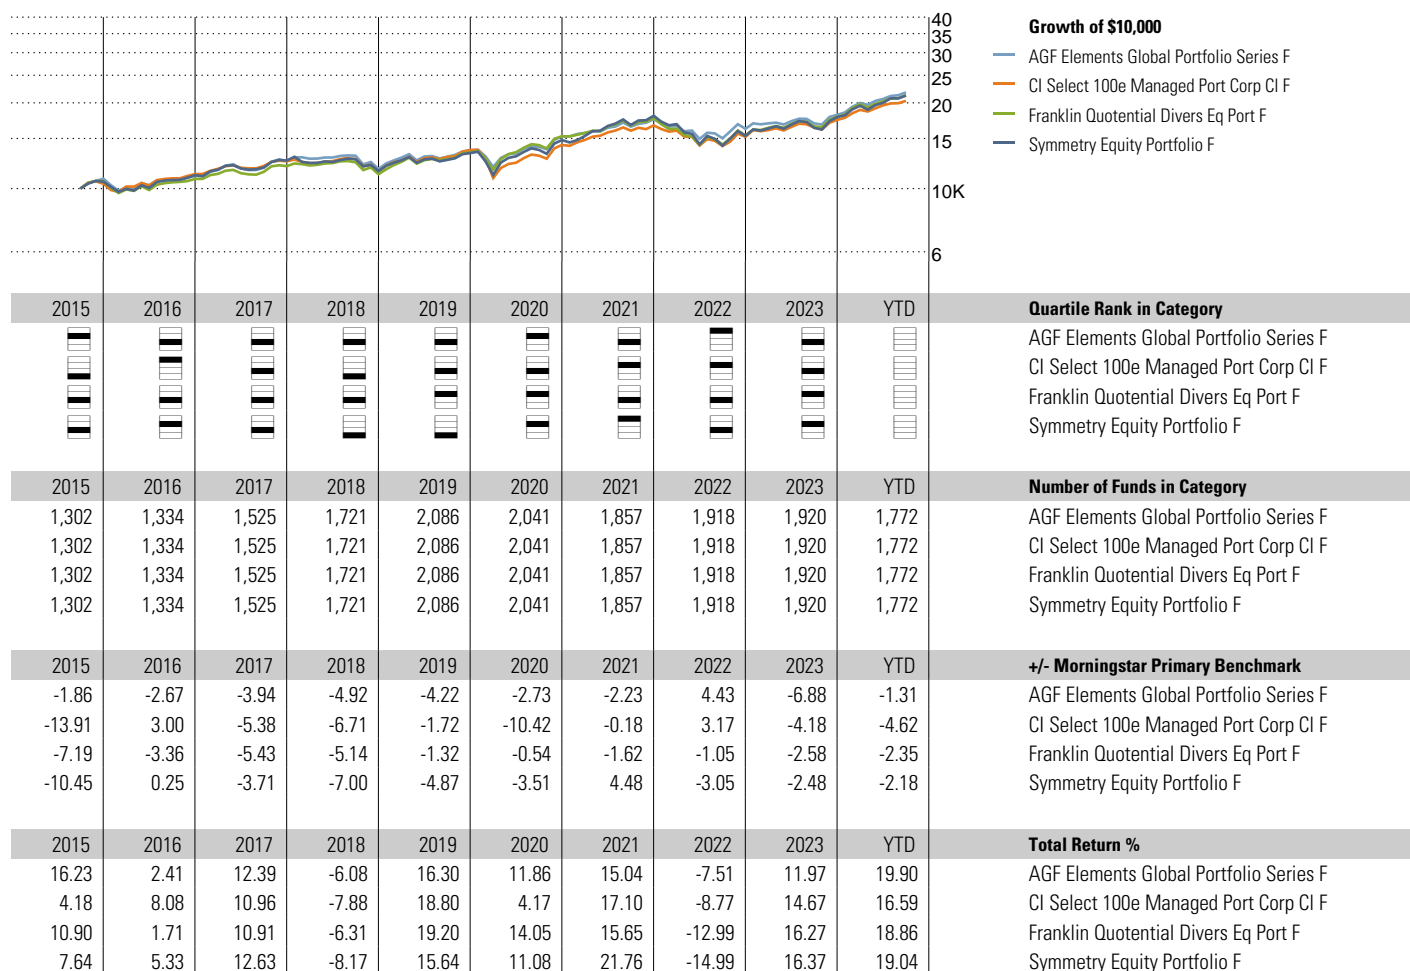 40
35
30
25
20
15
10K
6
Growth of $10,000
AGF Elements Global Portfolio Series F
CI Select 100e Managed Port Corp Cl F
Franklin Quotential Divers Eq Port F
Symmetry Equity Portfolio F
2015 2016 2017 2018 2019 2020 2021 2022 2023 YTD Quartile Rank in Category
AGF Elements Global Portfolio Series F
CI Select 100e Managed Port Corp Cl F
Franklin Quotential Divers Eq Port F
Symmetry Equity Portfolio F
2015 2016 2017 2018 2019 2020 2021 2022 2023 YTD Number of Funds in Category
1,302 1,334 1,525 1,721 2,086 2,041 1,857 1,918 1,920 1,772 AGF Elements Global Portfolio Series F
1,302 1,334 1,525 1,721 2,086 2,041 1,857 1,918 1,920 1,772 CI Select 100e Managed Port Corp Cl F
1,302 1,334 1,525 1,721 2,086 2,041 1,857 1,918 1,920 1,772 Franklin Quotential Divers Eq Port F
1,302 1,334 1,525 1,721 2,086 2,041 1,857 1,918 1,920 1,772 Symmetry Equity Portfolio F
2015 2016 2017 2018 2019 2020 2021 2022 2023 YTD +/- Morningstar Primary Benchmark
-1.86 -2.67 -3.94 -4.92 -4.22 -2.73 -2.23 4.43 -6.88 -1.31 AGF Elements Global Portfolio Series F
-13.91 3.00 -5.38 -6.71 -1.72 -10.42 -0.18 3.17 -4.18 -4.62 CI Select 100e Managed Port Corp Cl F
-7.19 -3.36 -5.43 -5.14 -1.32 -0.54 -1.62 -1.05 -2.58 -2.35 Franklin Quotential Divers Eq Port F
-10.45 0.25 -3.71 -7.00 -4.87 -3.51 4.48 -3.05 -2.48 -2.18 Symmetry Equity Portfolio F
2015 2016 2017 2018 2019 2020 2021 2022 2023 YTD Total Return %
16.23 2.41 12.39 -6.08 16.30 11.86 15.04 -7.51 11.97 19.90 AGF Elements Global Portfolio Series F
4.18 8.08 10.96 -7.88 18.80 4.17 17.10 -8.77 14.67 16.59 CI Select 100e Managed Port Corp Cl F
10.90 1.71 10.91 -6.31 19.20 14.05 15.65 -12.99 16.27 18.86 Franklin Quotential Divers Eq Port F
7.64 5.33 12.63 -8.17 15.64 11.08 21.76 -14.99 16.37 19.04 Symmetry Equity Portfolio F